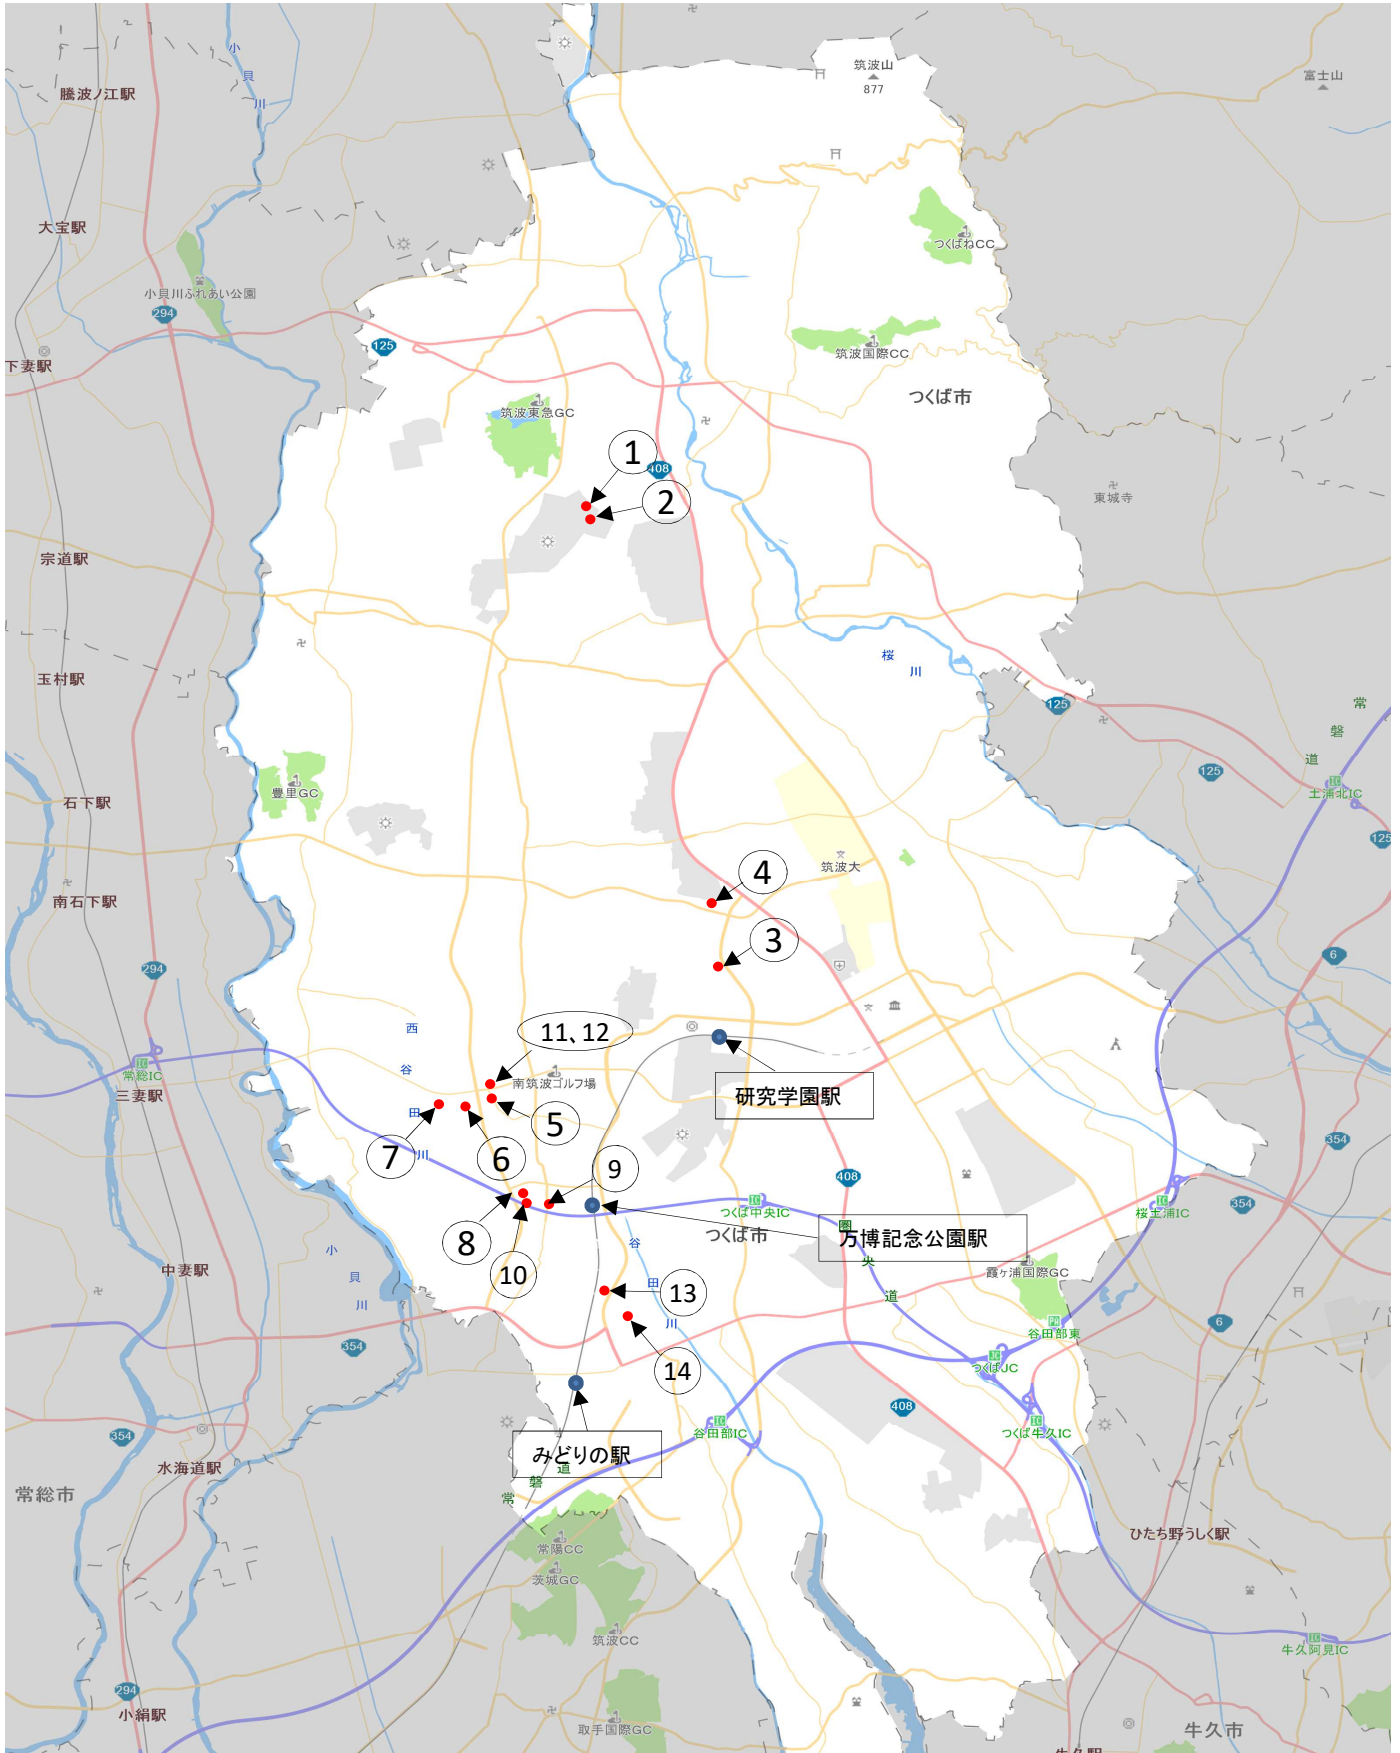 筑波山
877
富士山
小
貝
川
騰波ノ江駅
大宝駅
つくばねCC
小貝川ふれあい公園
294
125
下妻駅
筑波国際CC
つくば市
筑波東急GC
1
408
2
東城寺
宗道駅
桜
川
玉村駅
125
常
磐
道
125
土浦北IC
豊里GC
石下駅
125
筑波大
4
南石下駅
3
294
6
西
谷
田
川
11、12
研究学園駅
常総IC
三妻駅
南筑波ゴルフ場
5
7
6
9
354
408
つくば中央IC
桜土浦IC
354
8
10
つくば市
圏
央
道
万博記念公園駅
小
貝
川
中妻駅
谷
田
川
霞ヶ浦国際GC
13
谷田部東
6
354
14
つくばJC
408
354
谷田部IC
つくば牛久IC
みどりの駅
常
磐
道
水海道駅
常総市
ひたち野うしく駅
常陽CC
茨城GC
筑波CC
牛久阿見IC
294
小絹駅
取手国際GC
牛久市
牛久駅